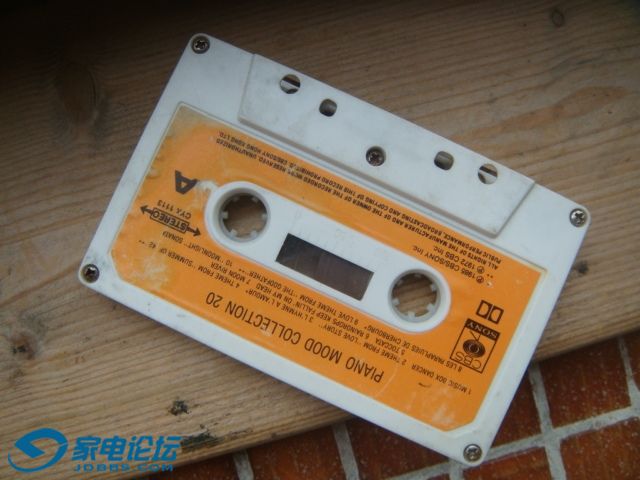 PIANO MOOD COLLECTION 20
1 MUSIC BOX DANCER 2 THEME FROM "LOVE STORY" 3 L'HYMNE A L'AMOUR 4 THEME FROM "SUMMER OF 42"
5 TOCCATA 6 RAINDROPS KEEP FALLIN' ON MY HEAD 7 MOON RIVER
8 LES PARAPLUIES DE CHERBOURG 9 LOVE THEME FROM "THE GODFATHER" 10 "MOONLIGHT" SONATA
CBS
SONY
STEREO
CYA 1113
A
℗ 1985 CBS/SONY Inc.
℗ 1975 CBS Inc.
ALL RIGHTS OF THE MANUFACTURER AND OF THE OWNER OF THE RECORDED WORK RESERVED. UNAUTHORIZED
PUBLIC PERFORMANCE, BROADCASTING AND COPYING OF THIS RECORD PROHIBITED. CBS/SONY HONG KONG LTD.
家电论坛
JDBBS.COM